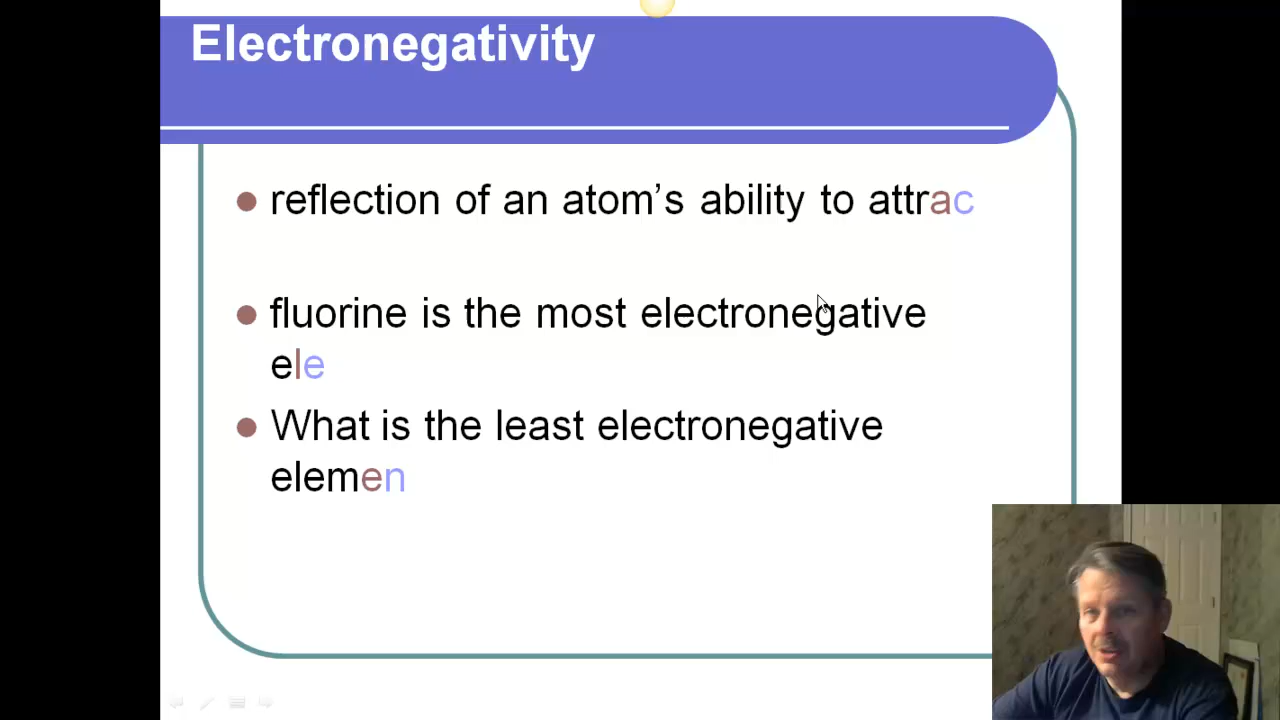 Electronegativity
reflection of an atom’s ability to attrac
fluorine is the most electronegative
ele
What is the least electronegative
elemen